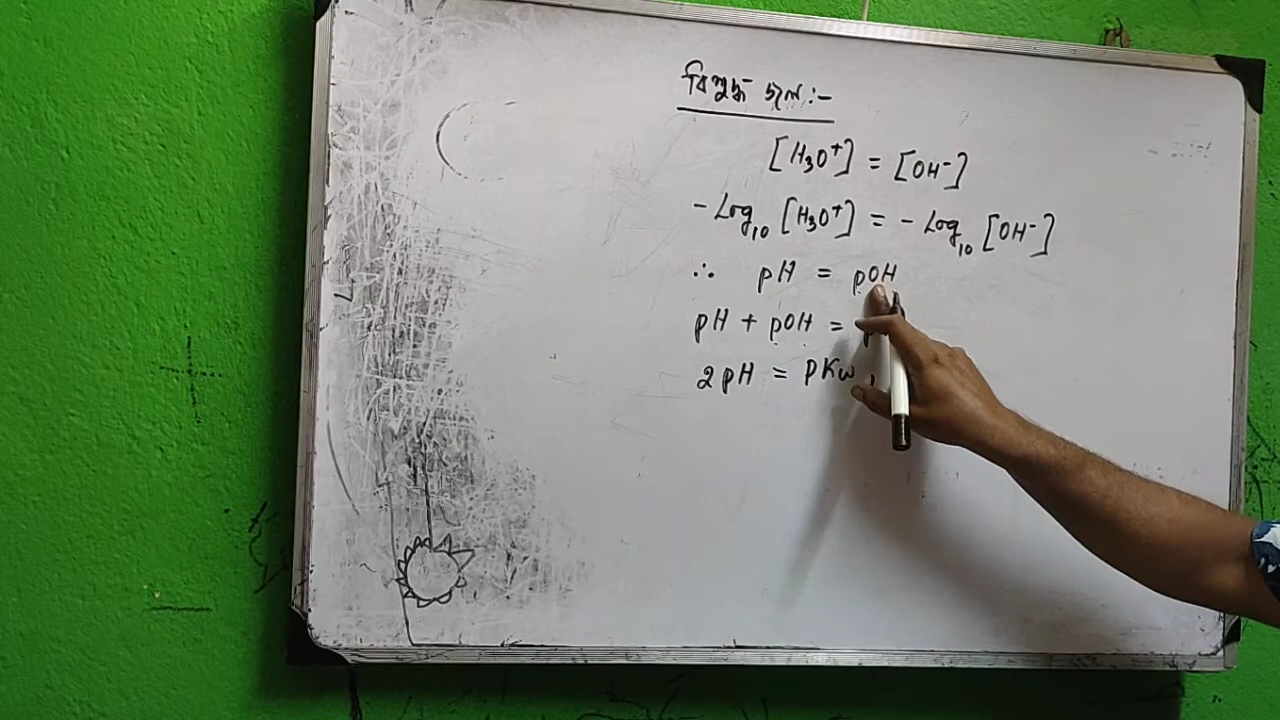 বিশুদ্ধ জল :-
[H₃O⁺] = [OH⁻]
-Log₁₀ [H₃O⁺] = - Log₁₀ [OH⁻]
∴ pH = pOH
pH + pOH = p
2pH = PKw